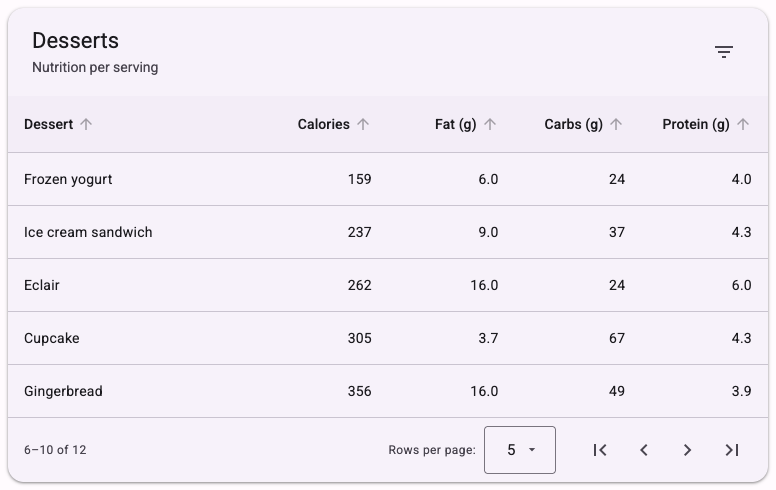 Desserts
Nutrition per serving
Dessert Calories Fat (g) Carbs (g) Protein (g)
Frozen yogurt 159 6.0 24 4.0
Ice cream sandwich 237 9.0 37 4.3
Eclair 262 16.0 24 6.0
Cupcake 305 3.7 67 4.3
Gingerbread 356 16.0 49 3.9
6–10 of 12 Rows per page: 5